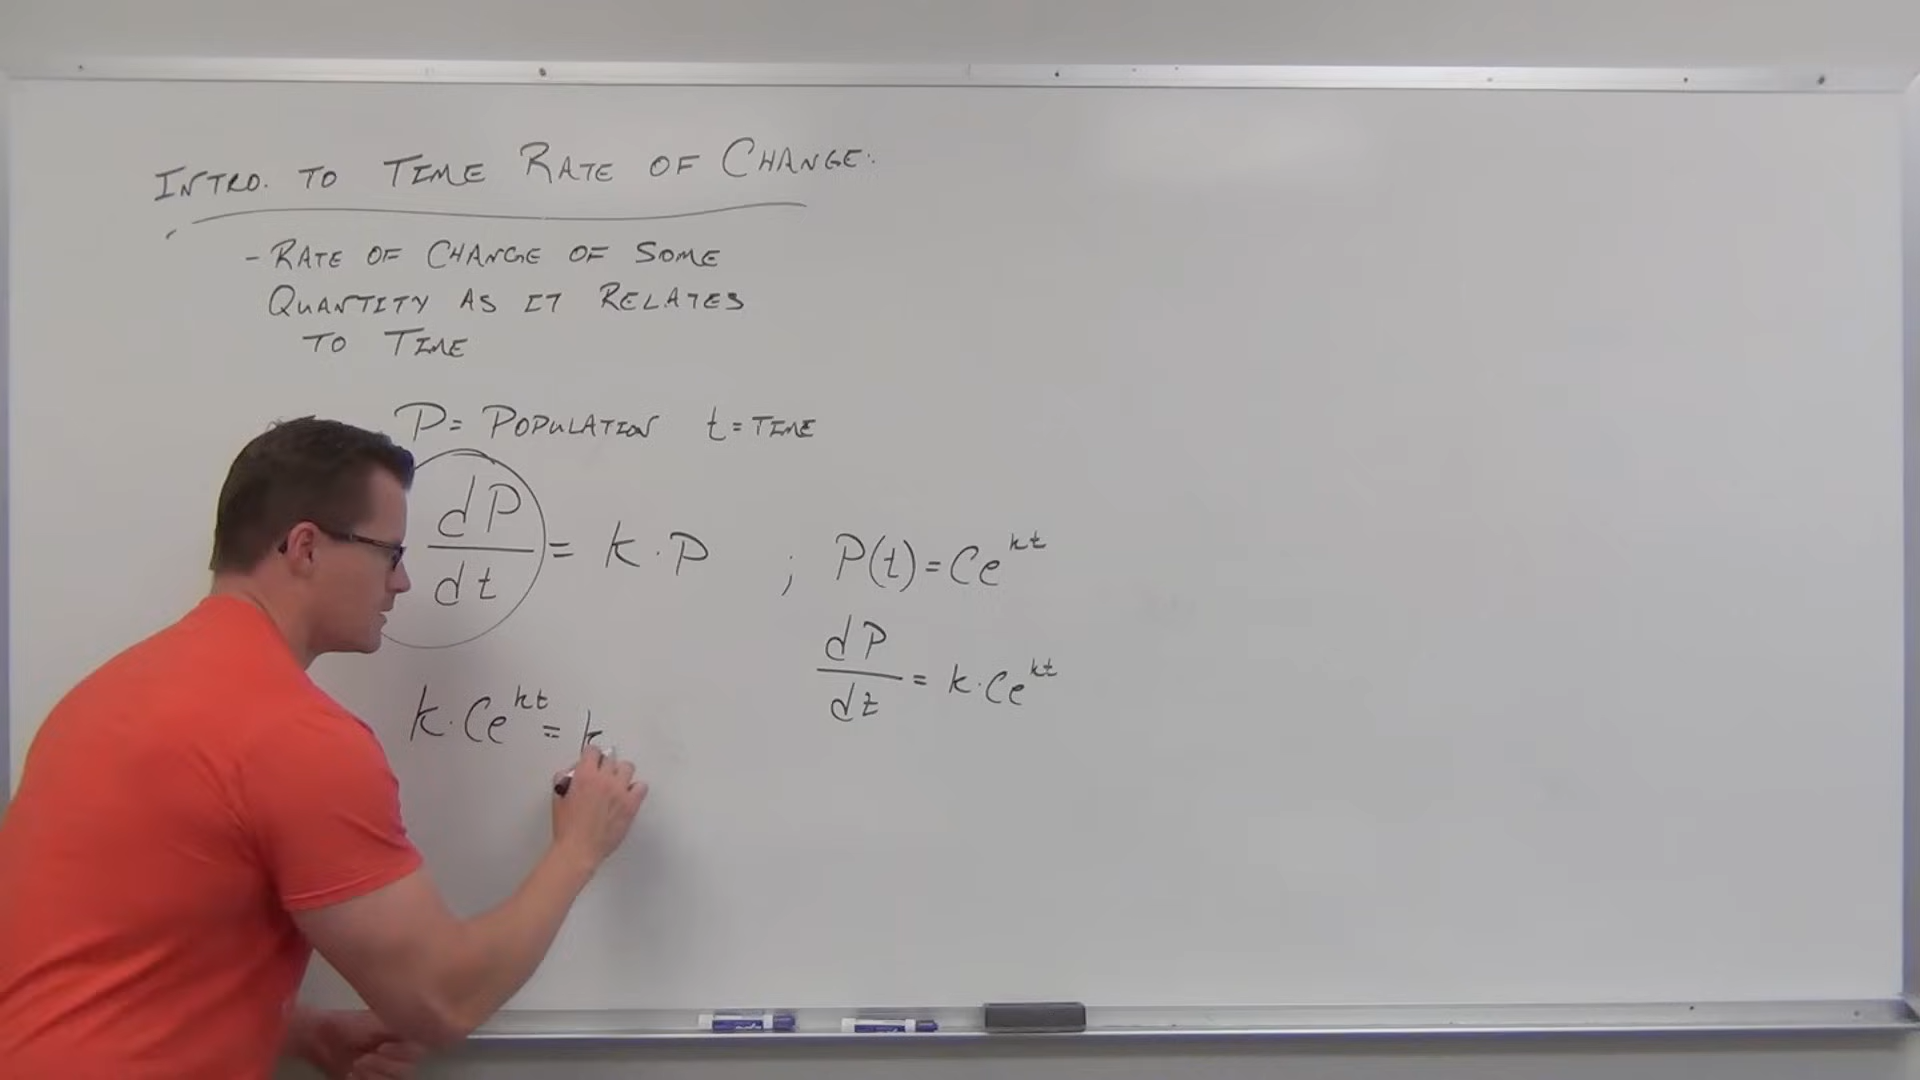 INTRO. TO TIME RATE OF CHANGE:
- RATE OF CHANGE OF SOME
QUANTITY AS IT RELATES
TO TIME
P = POPULATION t = TIME
dP/dt = k · P ; P(t) = Ce^kt
dP/dt = k · Ce^kt
k · Ce^kt = k